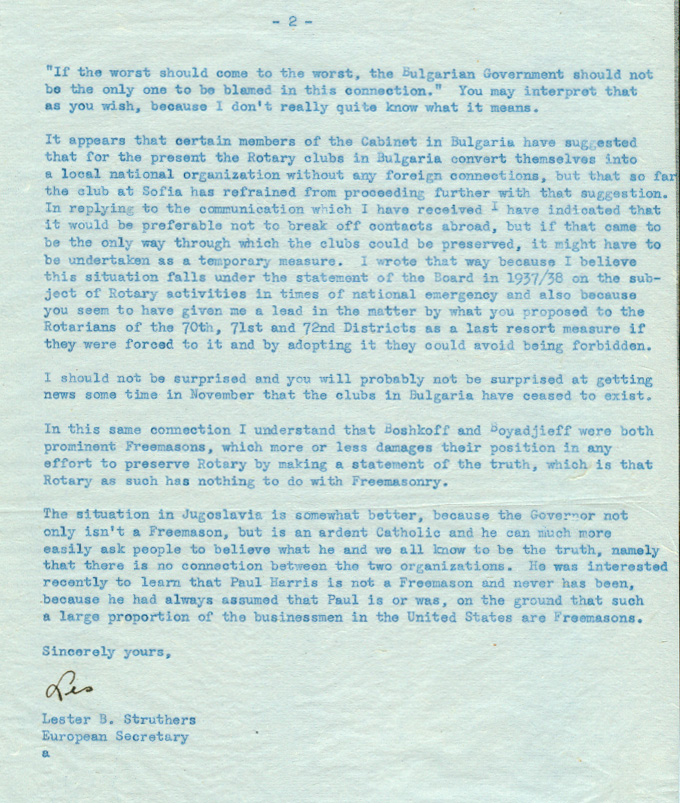 - 2 -
"If the worst should come to the worst, the Bulgarian Government should not
be the only one to be blamed in this connection."  You may interpret that
as you wish, because I don't really quite know what it means.
It appears that certain members of the Cabinet in Bulgaria have suggested
that for the present the Rotary clubs in Bulgaria convert themselves into
a local national organization without any foreign connections, but that so far
the club at Sofia has refrained from proceeding further with that suggestion.
In replying to the communication which I have received I have indicated that
it would be preferable not to break off contacts abroad, but if that came to
be the only way through which the clubs could be preserved, it might have to
be undertaken as a temporary measure.  I wrote that way because I believe
this situation falls under the statement of the Board in 1937/38 on the sub-
ject of Rotary activities in times of national emergency and also because
you seem to have given me a lead in the matter by what you proposed to the
Rotarians of the 70th, 71st and 72nd Districts as a last resort measure if
they were forced to it and by adopting it they could avoid being forbidden.
I should not be surprised and you will probably not be surprised at getting
news some time in November that the clubs in Bulgaria have ceased to exist.
In this same connection I understand that Boshkoff and Boyadjieff were both
prominent Freemasons, which more or less damages their position in any
effort to preserve Rotary by making a statement of the truth, which is that
Rotary as such has nothing to do with Freemasonry.
The situation in Jugoslavia is somewhat better, because the Governor not
only isn't a Freemason, but is an ardent Catholic and he can much more
easily ask people to believe what he and we all know to be the truth, namely
that there is no connection between the two organizations.  He was interested
recently to learn that Paul Harris is not a Freemason and never has been,
because he had always assumed that Paul is or was, on the ground that such
a large proportion of the businessmen in the United States are Freemasons.
Sincerely yours,
Les
Lester B. Struthers
European Secretary
a